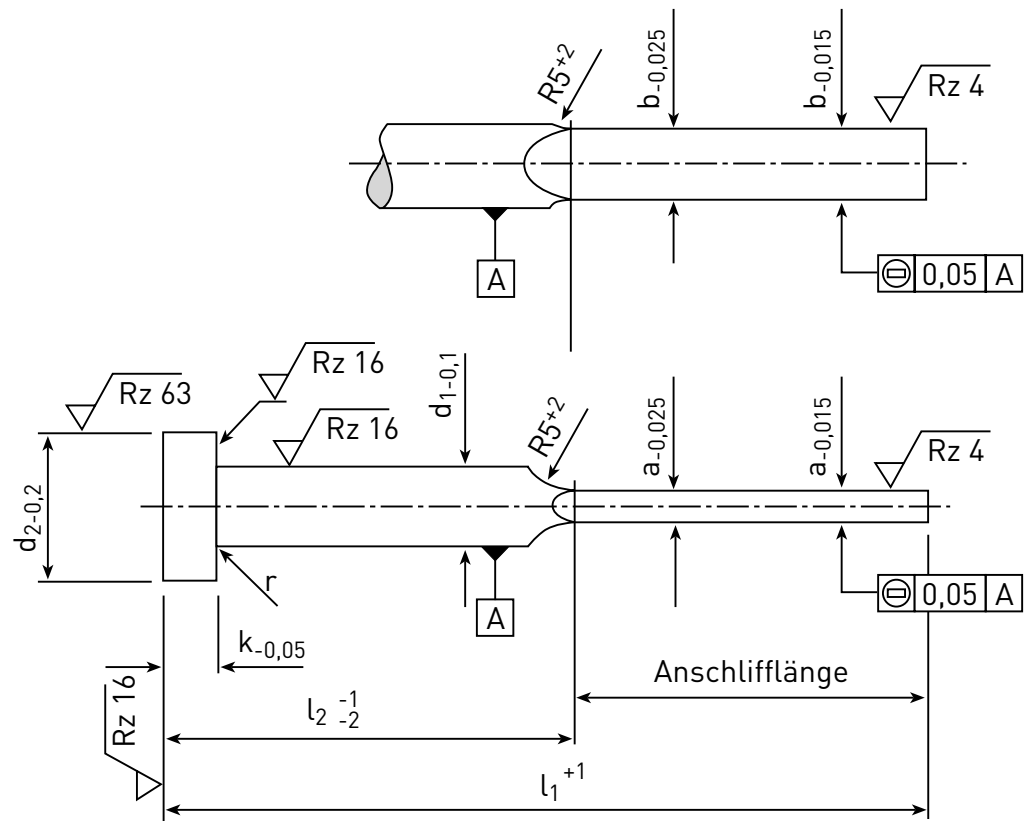 R5+2
b-0,025
b-0,015
Rz 4
A
0,05 A
Rz 63
Rz 16
Rz 16
d1-0,1
R5+2
a-0,025
a-0,015
Rz 4
d2-0,2
r
A
0,05 A
k-0,05
Rz 16
l2 -1 -2
Anschlifflänge
l1 +1